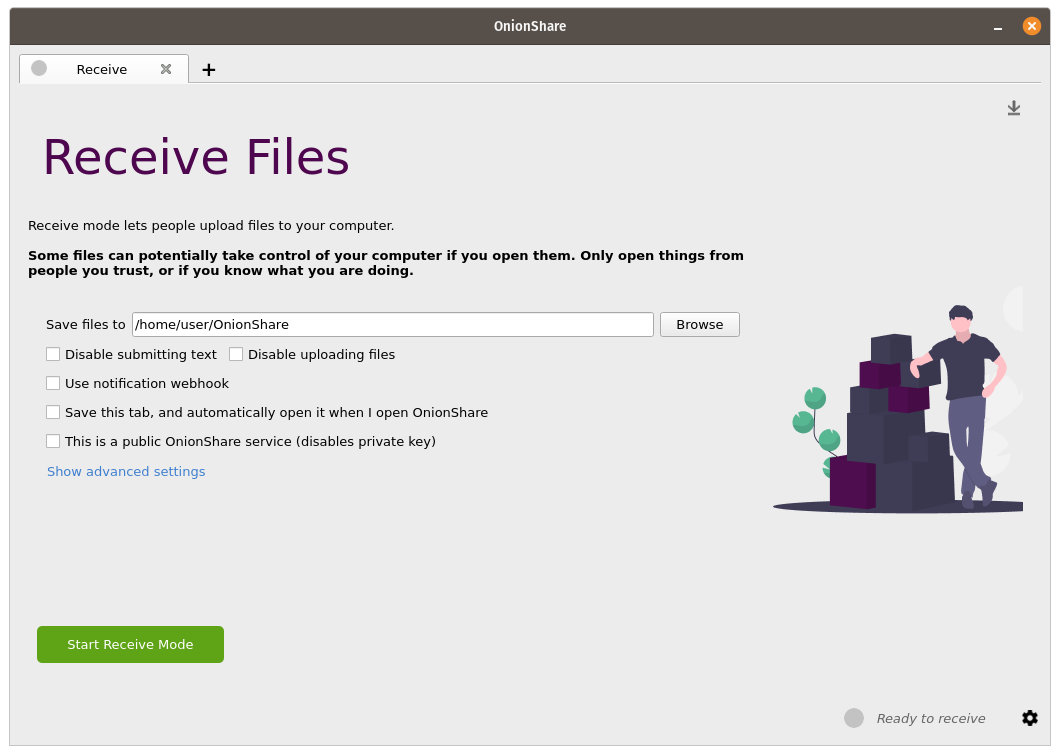 OnionShare
Receive
Receive Files
Receive mode lets people upload files to your computer.
Some files can potentially take control of your computer if you open them. Only open things from
people you trust, or if you know what you are doing.
Save files to /home/user/OnionShare Browse
Disable submitting text Disable uploading files
Use notification webhook
Save this tab, and automatically open it when I open OnionShare
This is a public OnionShare service (disables private key)
Show advanced settings
Start Receive Mode
Ready to receive